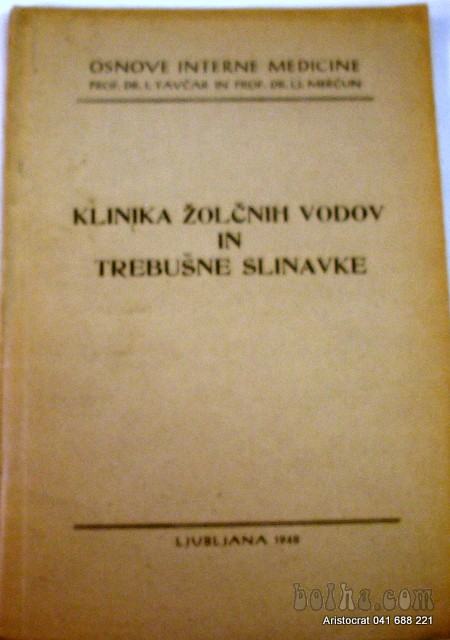 OSNOVE INTERNE MEDICINE
PROF. DR. I. TAVČAR IN PROF. DR. LJ. MERČUN
KLINIKA ŽOLČNIH VODOV
IN
TREBUŠNE SLINAVKE
LJUBLJANA 1948
bolha.com
Aristocrat 041 688 221